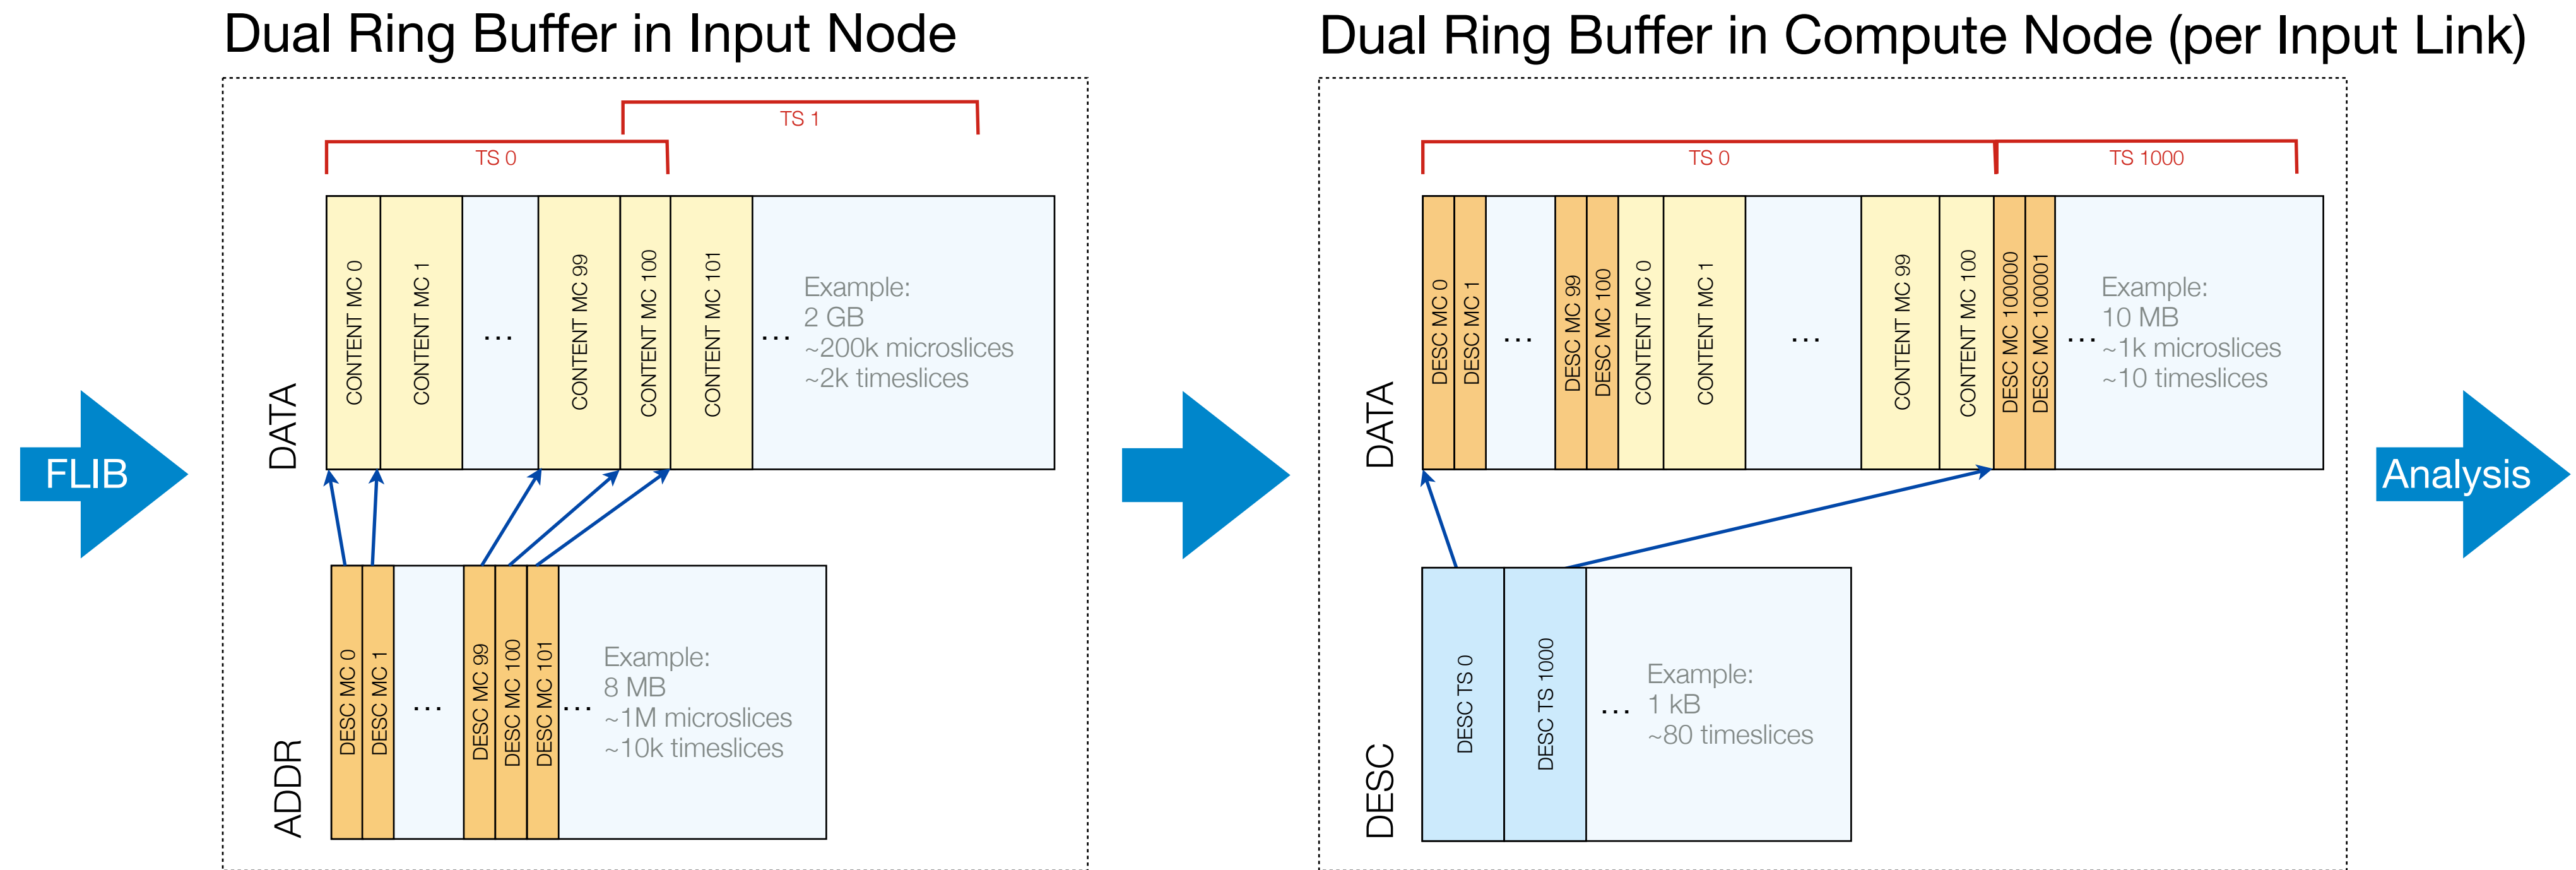 Dual Ring Buffer in Input Node
TS 1
TS 0
DATA
CONTENT MC 0
CONTENT MC 1
...
CONTENT MC 99
CONTENT MC 100
CONTENT MC 101
...
Example:
2 GB
~200k microslices
~2k timeslices
FLIB
ADDR
DESC MC 0
DESC MC 1
...
DESC MC 99
DESC MC 100
DESC MC 101
...
Example:
8 MB
~1M microslices
~10k timeslices
Dual Ring Buffer in Compute Node (per Input Link)
TS 0
TS 1000
DATA
DESC MC 0
DESC MC 1
...
DESC MC 99
DESC MC 100
CONTENT MC 0
CONTENT MC 1
...
CONTENT MC 99
CONTENT MC 100
DESC MC 100000
DESC MC 100001
...
Example:
10 MB
~1k microslices
~10 timeslices
DESC
DESC TS 0
DESC TS 1000
...
Example:
1 kB
~80 timeslices
Analysis